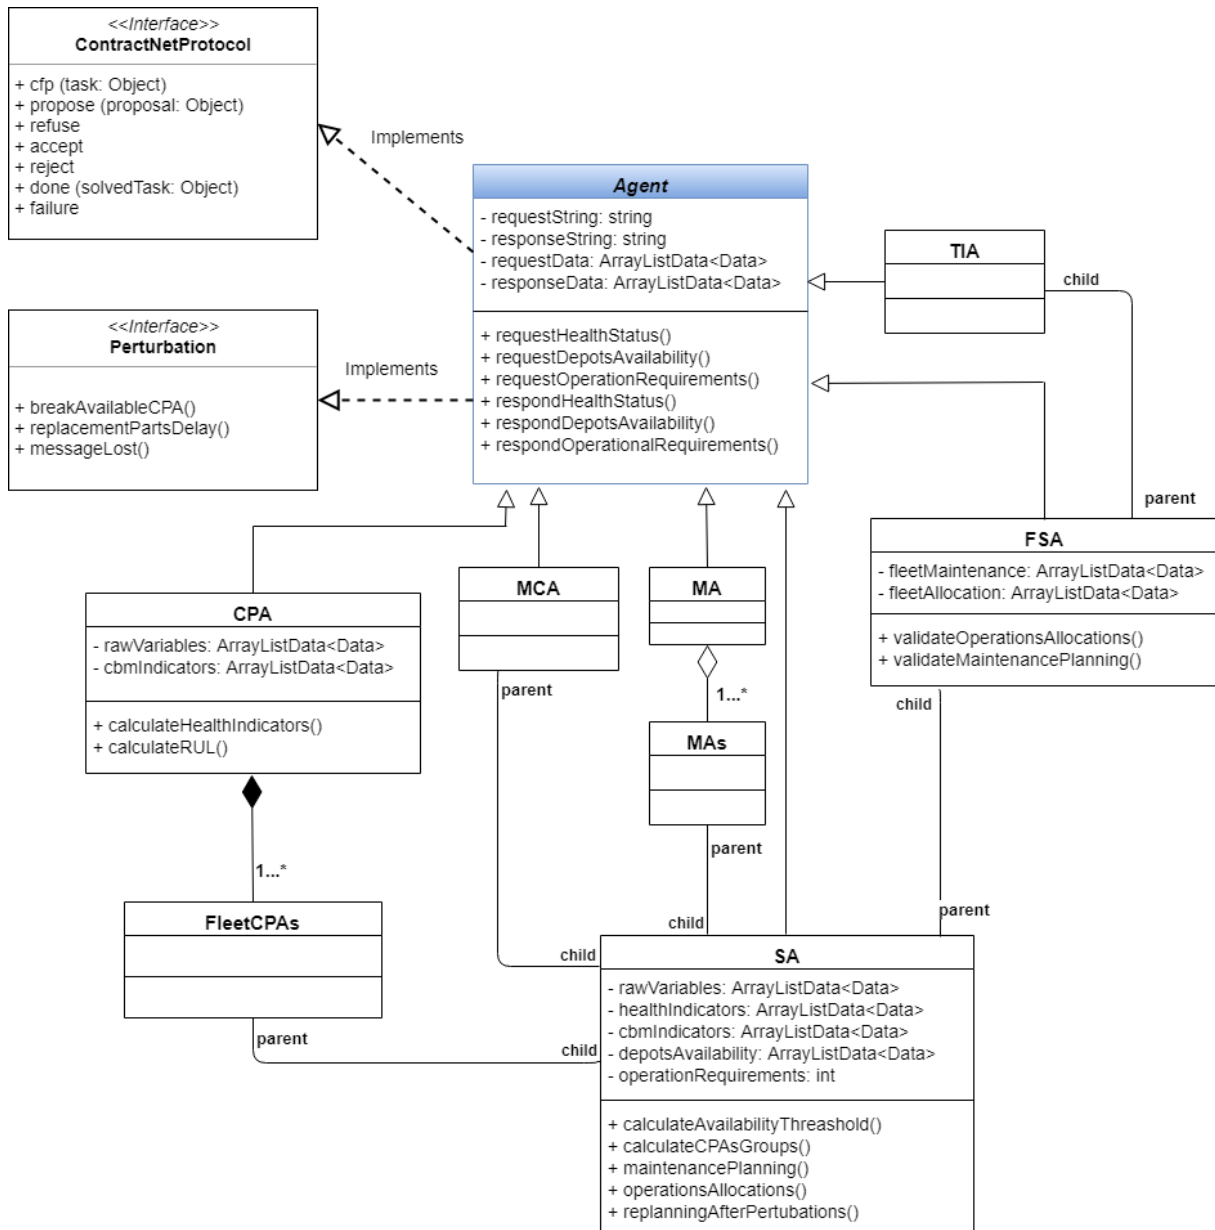 <<Interface>>
ContractNetProtocol
+ cfp (task: Object)
+ propose (proposal: Object)
+ refuse
+ accept
+ reject
+ done (solvedTask: Object)
+ failure
Implements
Agent
- requestString: string
- responseString: string
- requestData: ArrayListData<Data>
- responseData: ArrayListData<Data>
+ requestHealthStatus()
+ requestDepotsAvailability()
+ requestOperationRequirements()
+ respondHealthStatus()
+ respondDepotsAvailability()
+ respondOperationalRequirements()
TIA
child
<<Interface>>
Perturbation
+ breakAvailableCPA()
+ replacementPartsDelay()
+ messageLost()
Implements
parent
FSA
- fleetMaintenance: ArrayListData<Data>
- fleetAllocation: ArrayListData<Data>
+ validateOperationsAllocations()
+ validateMaintenancePlanning()
child
CPA
- rawVariables: ArrayListData<Data>
- cbmIndicators: ArrayListData<Data>
+ calculateHealthIndicators()
+ calculateRUL()
MCA
parent
MA
1...*
MAs
parent
1...*
FleetCPAs
parent
child
child
child
parent
SA
- rawVariables: ArrayListData<Data>
- healthIndicators: ArrayListData<Data>
- cbmIndicators: ArrayListData<Data>
- depotsAvailability: ArrayListData<Data>
- operationRequirements: int
+ calculateAvailabilityThreashold()
+ calculateCPAsGroups()
+ maintenancePlanning()
+ operationsAllocations()
+ replanningAfterPertubations()